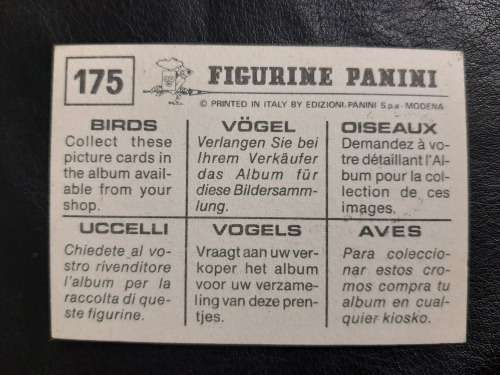 175
FIGURINE PANINI
© PRINTED IN ITALY BY EDIZIONI PANINI S.p.a - MODENA
BIRDS
Collect these
picture cards in
the album avail-
able from your
shop.
VÖGEL
Verlangen Sie bei
Ihrem Verkäufer
das Album für
diese Bildersamm-
lung.
OISEAUX
Demandez à vo-
tre détaillant l'Al-
bum pour la col-
lection de ces
images.
UCCELLI
Chiedete al vo-
stro rivenditore
l'album per la
raccolta di que-
ste figurine.
VOGELS
Vraagt aan uw ver-
koper het album
voor uw verzame-
ling van deze pren-
tjes.
AVES
Para coleccio-
nar estos cro-
mos compra tu
album en cual-
quier kiosko.